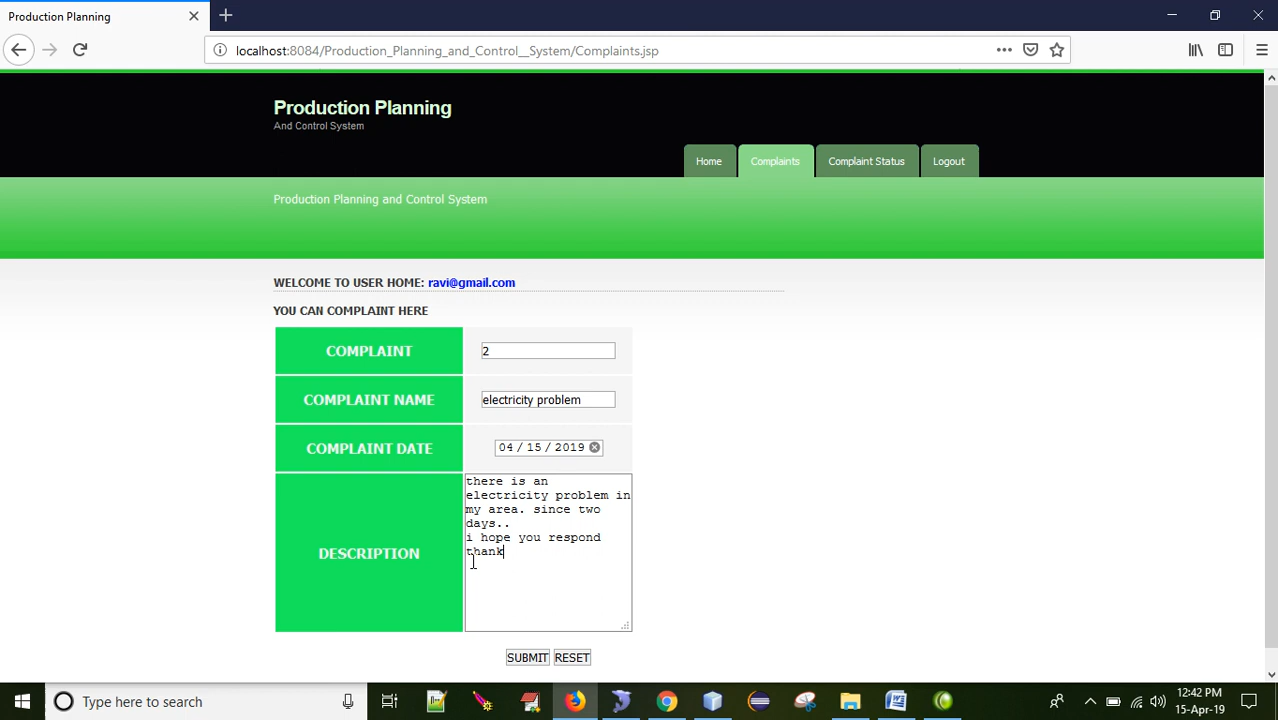 Production Planning
localhost:8084/Production_Planning_and_Control__System/Complaints.jsp
Production Planning
And Control System
Home Complaints Complaint Status Logout
Production Planning and Control System
WELCOME TO USER HOME: ravi@gmail.com
YOU CAN COMPLAINT HERE
COMPLAINT 2
COMPLAINT NAME electricity problem
COMPLAINT DATE 04 / 15 / 2019
DESCRIPTION
there is an
electricity problem in
my area. since two
days..
i hope you respond
thank
SUBMIT RESET
Type here to search
12:42 PM
15-Apr-19